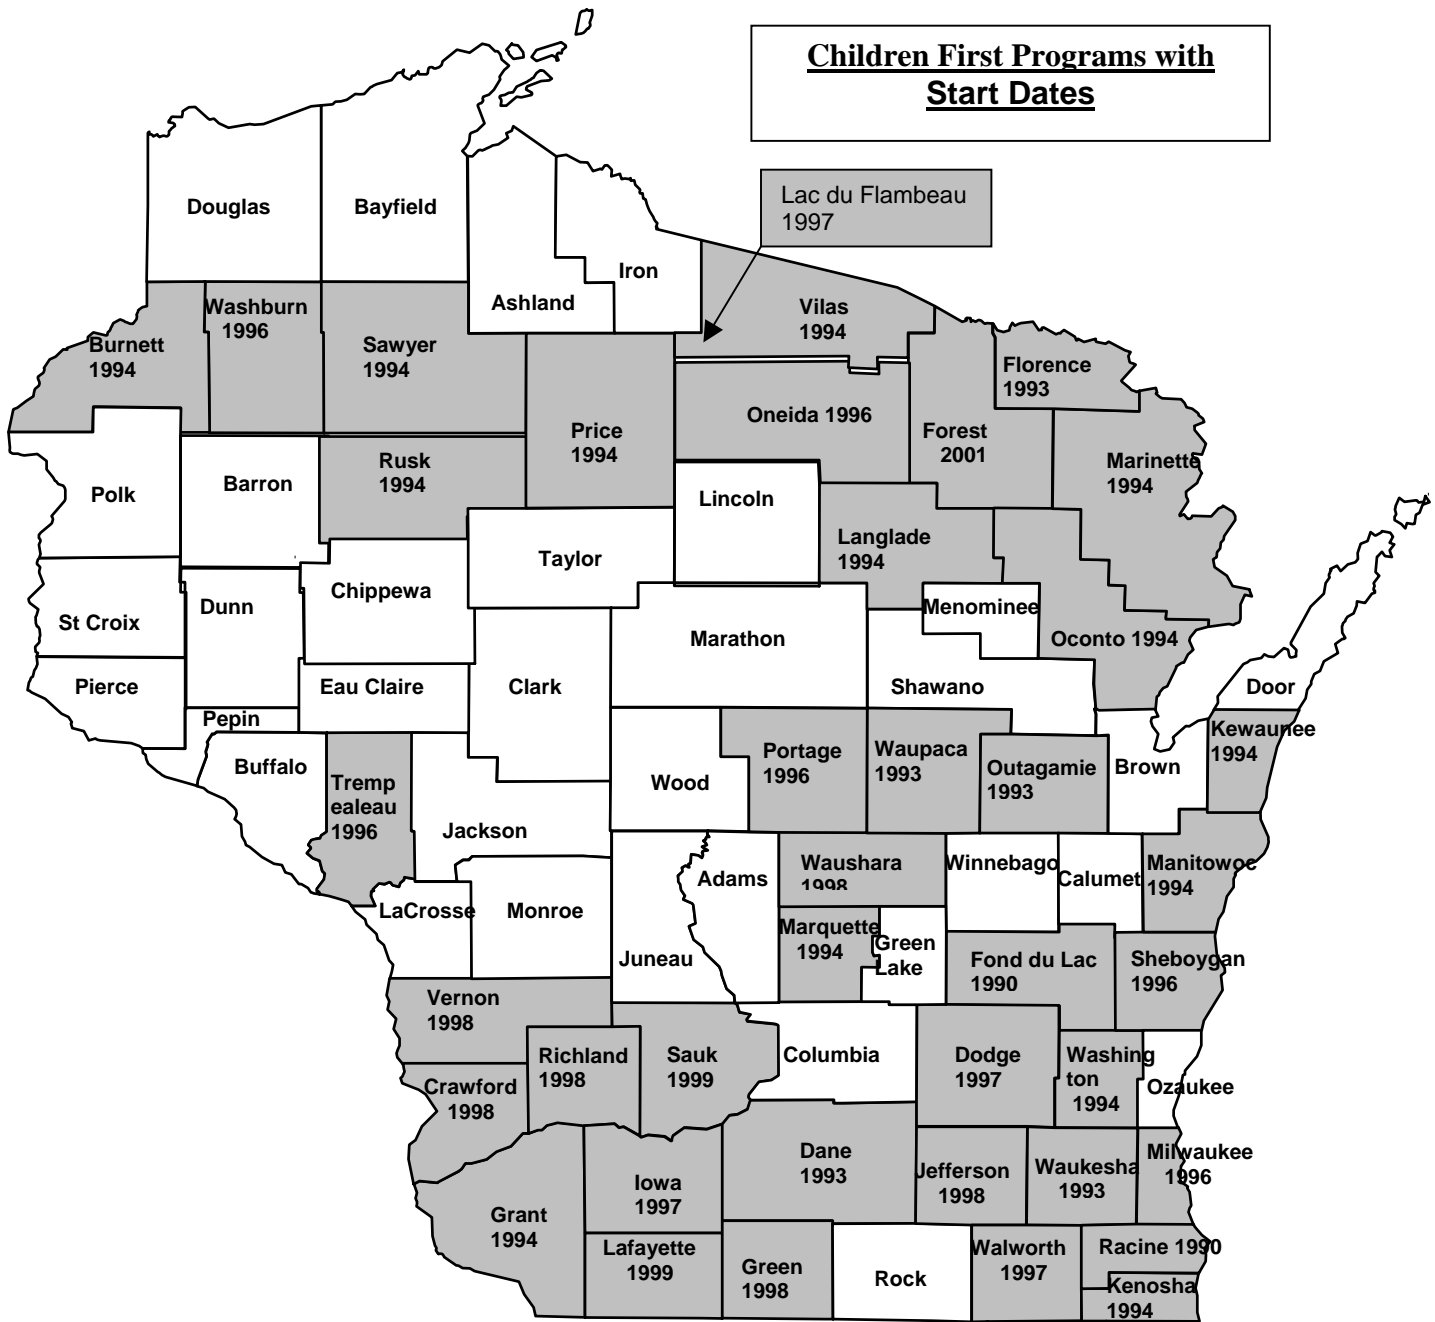 Children First Programs with
Start Dates
Lac du Flambeau
1997
Douglas
Bayfield
Ashland
Iron
Vilas
1994
Washburn
1996
Burnett
1994
Sawyer
1994
Florence
1993
Price
1994
Oneida 1996
Forest
2001
Marinette
1994
Polk
Barron
Rusk
1994
Lincoln
Langlade
1994
Taylor
Chippewa
Dunn
St Croix
Menominee
Marathon
Oconto 1994
Pierce
Eau Claire
Clark
Shawano
Door
Pepin
Buffalo
Tremp
ealeau
1996
Wood
Portage
1996
Waupaca
1993
Outagamie
1993
Brown
Kewaunee
1994
Jackson
Adams
Waushara
1998
Winnebago
Calumet
Manitowoc
1994
LaCrosse
Monroe
Juneau
Marquette
1994
Green
Lake
Fond du Lac
1990
Sheboygan
1996
Vernon
1998
Richland
1998
Sauk
1999
Columbia
Dodge
1997
Washing
ton
1994
Ozaukee
Crawford
1998
Dane
1993
Jefferson
1998
Waukesha
1993
Milwaukee
1996
Iowa
1997
Grant
1994
Lafayette
1999
Green
1998
Rock
Walworth
1997
Racine 1990
Kenosha
1994